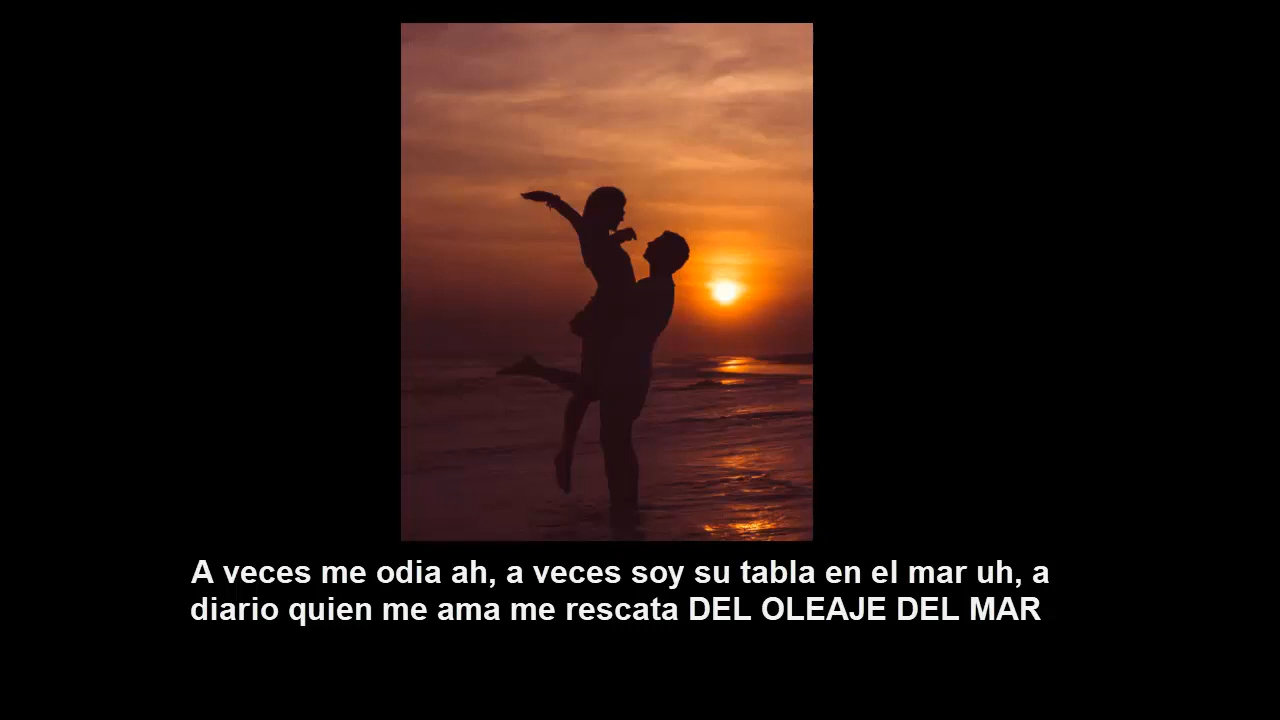 A veces me odia ah, a veces soy su tabla en el mar uh, a
diario quien me ama me rescata DEL OLEAJE DEL MAR